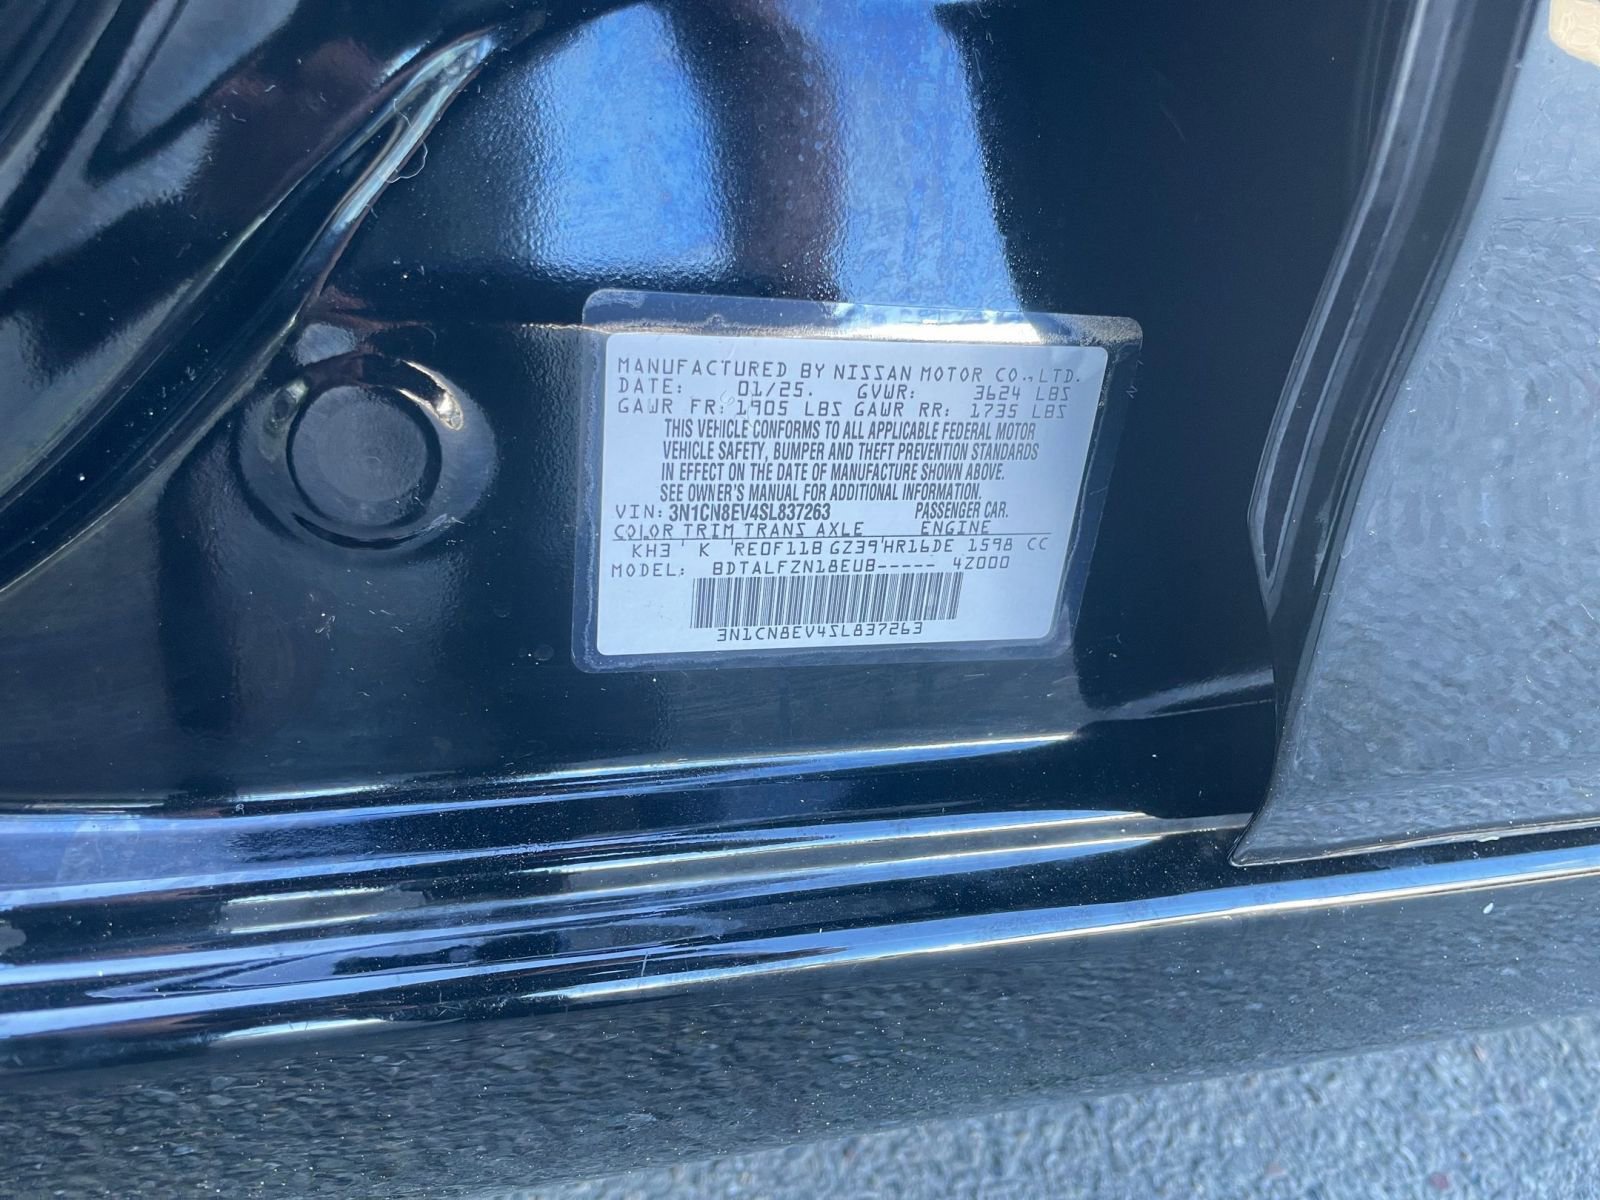 MANUFACTURED BY NISSAN MOTOR CO., LTD.
DATE: 01/25. GVWR: 3624 LBS
GAWR FR: 1905 LBS GAWR RR: 1735 LBS
THIS VEHICLE CONFORMS TO ALL APPLICABLE FEDERAL MOTOR
VEHICLE SAFETY, BUMPER AND THEFT PREVENTION STANDARDS
IN EFFECT ON THE DATE OF MANUFACTURE SHOWN ABOVE.
SEE OWNER'S MANUAL FOR ADDITIONAL INFORMATION.
VIN: 3N1CN8EV4SL837263 PASSENGER CAR.
COLOR TRIM TRANS AXLE ENGINE
KH3 K RE0F11B GZ39 HR16DE 1598 CC
MODEL: BDTALFZN18EUB----- 42000
3N1CN8EV4SL837263